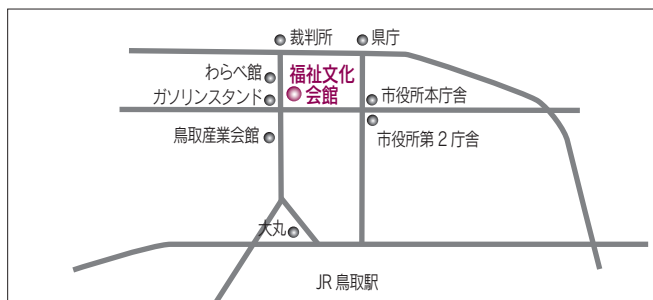 裁判所
県庁
わらべ館
福祉文化
会館
ガソリンスタンド
市役所本庁舎
鳥取産業会館
市役所第2庁舎
大丸
JR 鳥取駅